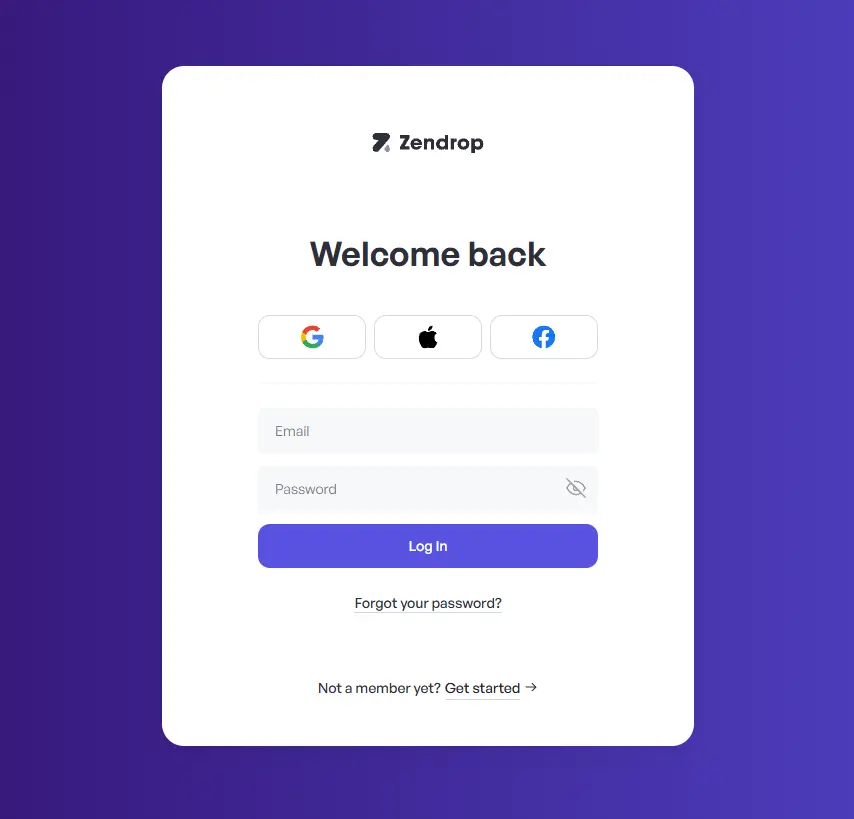 Zendrop
Welcome back
Email
Password
Log In
Forgot your password?
Not a member yet? Get started →